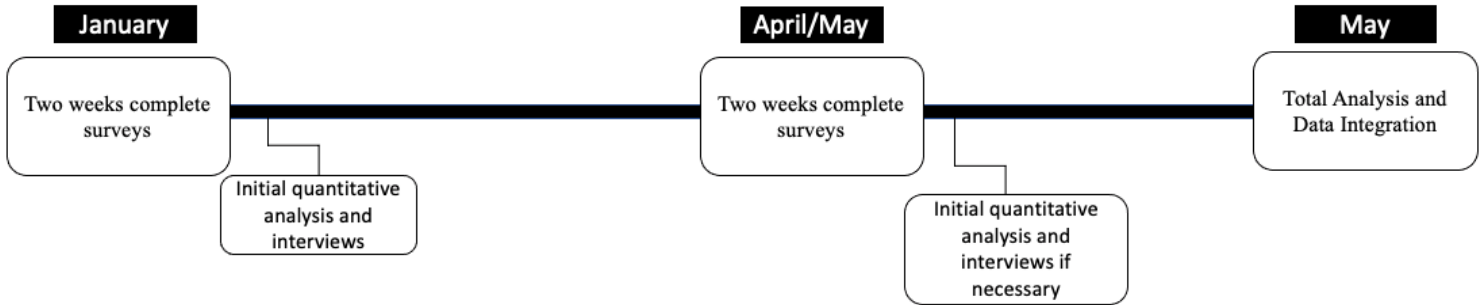 January
Two weeks complete
surveys
Initial quantitative
analysis and
interviews
April/May
Two weeks complete
surveys
Initial quantitative
analysis and
interviews if
necessary
May
Total Analysis and
Data Integration